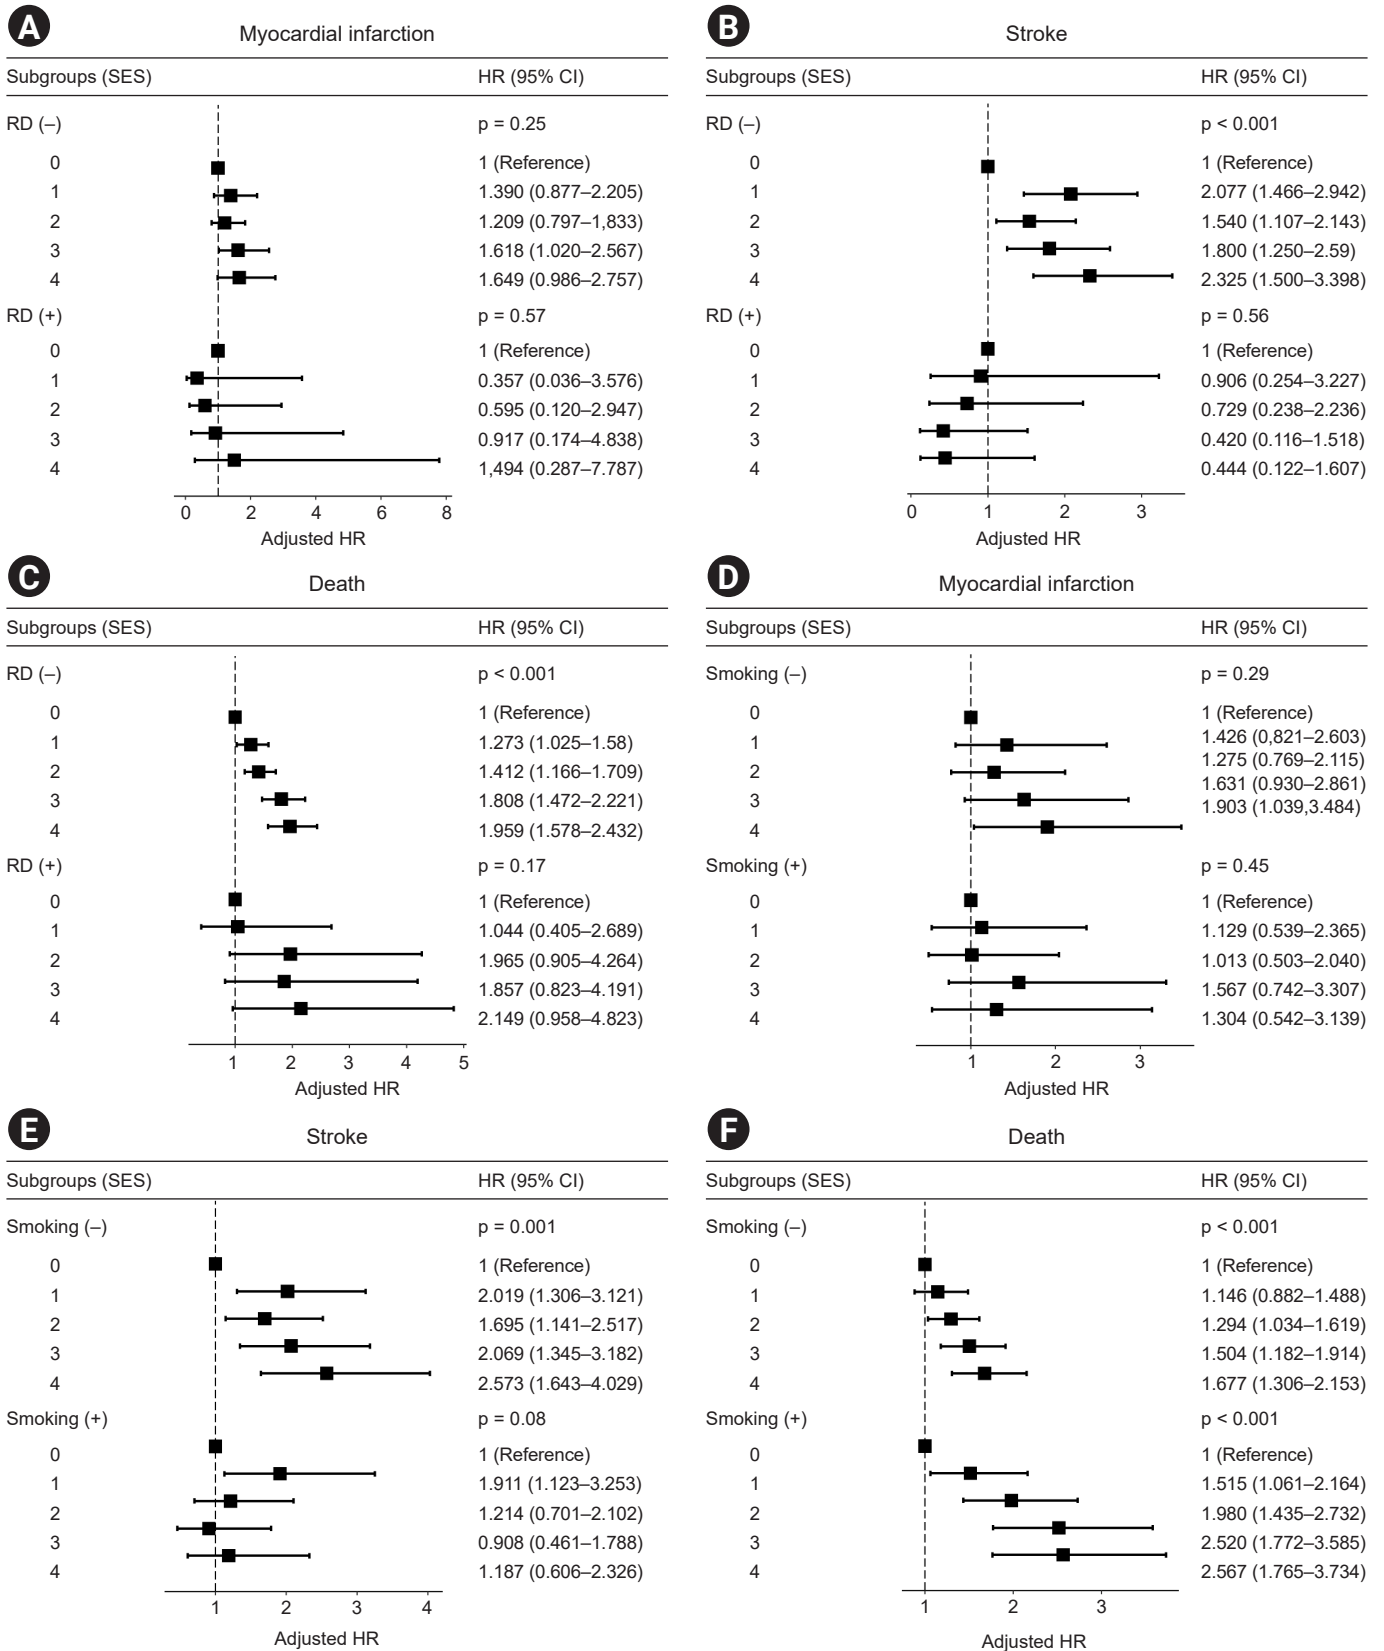 A
Myocardial infarction
Subgroups (SES) HR (95% CI)
RD (–) p = 0.25
0 1 (Reference)
1 1.390 (0.877–2.205)
2 1.209 (0.797–1,833)
3 1.618 (1.020–2.567)
4 1.649 (0.986–2.757)
RD (+) p = 0.57
0 1 (Reference)
1 0.357 (0.036–3.576)
2 0.595 (0.120–2.947)
3 0.917 (0.174–4.838)
4 1,494 (0.287–7.787)
0 2 4 6 8
Adjusted HR
B
Stroke
Subgroups (SES) HR (95% CI)
RD (–) p < 0.001
0 1 (Reference)
1 2.077 (1.466–2.942)
2 1.540 (1.107–2.143)
3 1.800 (1.250–2.59)
4 2.325 (1.500–3.398)
RD (+) p = 0.56
0 1 (Reference)
1 0.906 (0.254–3.227)
2 0.729 (0.238–2.236)
3 0.420 (0.116–1.518)
4 0.444 (0.122–1.607)
0 1 2 3
Adjusted HR
C
Death
Subgroups (SES) HR (95% CI)
RD (–) p < 0.001
0 1 (Reference)
1 1.273 (1.025–1.58)
2 1.412 (1.166–1.709)
3 1.808 (1.472–2.221)
4 1.959 (1.578–2.432)
RD (+) p = 0.17
0 1 (Reference)
1 1.044 (0.405–2.689)
2 1.965 (0.905–4.264)
3 1.857 (0.823–4.191)
4 2.149 (0.958–4.823)
1 2 3 4 5
Adjusted HR
D
Myocardial infarction
Subgroups (SES) HR (95% CI)
Smoking (–) p = 0.29
0 1 (Reference)
1 1.426 (0,821–2.603)
2 1.275 (0.769–2.115)
3 1.631 (0.930–2.861)
4 1.903 (1.039,3.484)
Smoking (+) p = 0.45
0 1 (Reference)
1 1.129 (0.539–2.365)
2 1.013 (0.503–2.040)
3 1.567 (0.742–3.307)
4 1.304 (0.542–3.139)
1 2 3
Adjusted HR
E
Stroke
Subgroups (SES) HR (95% CI)
Smoking (–) p = 0.001
0 1 (Reference)
1 2.019 (1.306–3.121)
2 1.695 (1.141–2.517)
3 2.069 (1.345–3.182)
4 2.573 (1.643–4.029)
Smoking (+) p = 0.08
0 1 (Reference)
1 1.911 (1.123–3.253)
2 1.214 (0.701–2.102)
3 0.908 (0.461–1.788)
4 1.187 (0.606–2.326)
1 2 3 4
Adjusted HR
F
Death
Subgroups (SES) HR (95% CI)
Smoking (–) p < 0.001
0 1 (Reference)
1 1.146 (0.882–1.488)
2 1.294 (1.034–1.619)
3 1.504 (1.182–1.914)
4 1.677 (1.306–2.153)
Smoking (+) p < 0.001
0 1 (Reference)
1 1.515 (1.061–2.164)
2 1.980 (1.435–2.732)
3 2.520 (1.772–3.585)
4 2.567 (1.765–3.734)
1 2 3
Adjusted HR